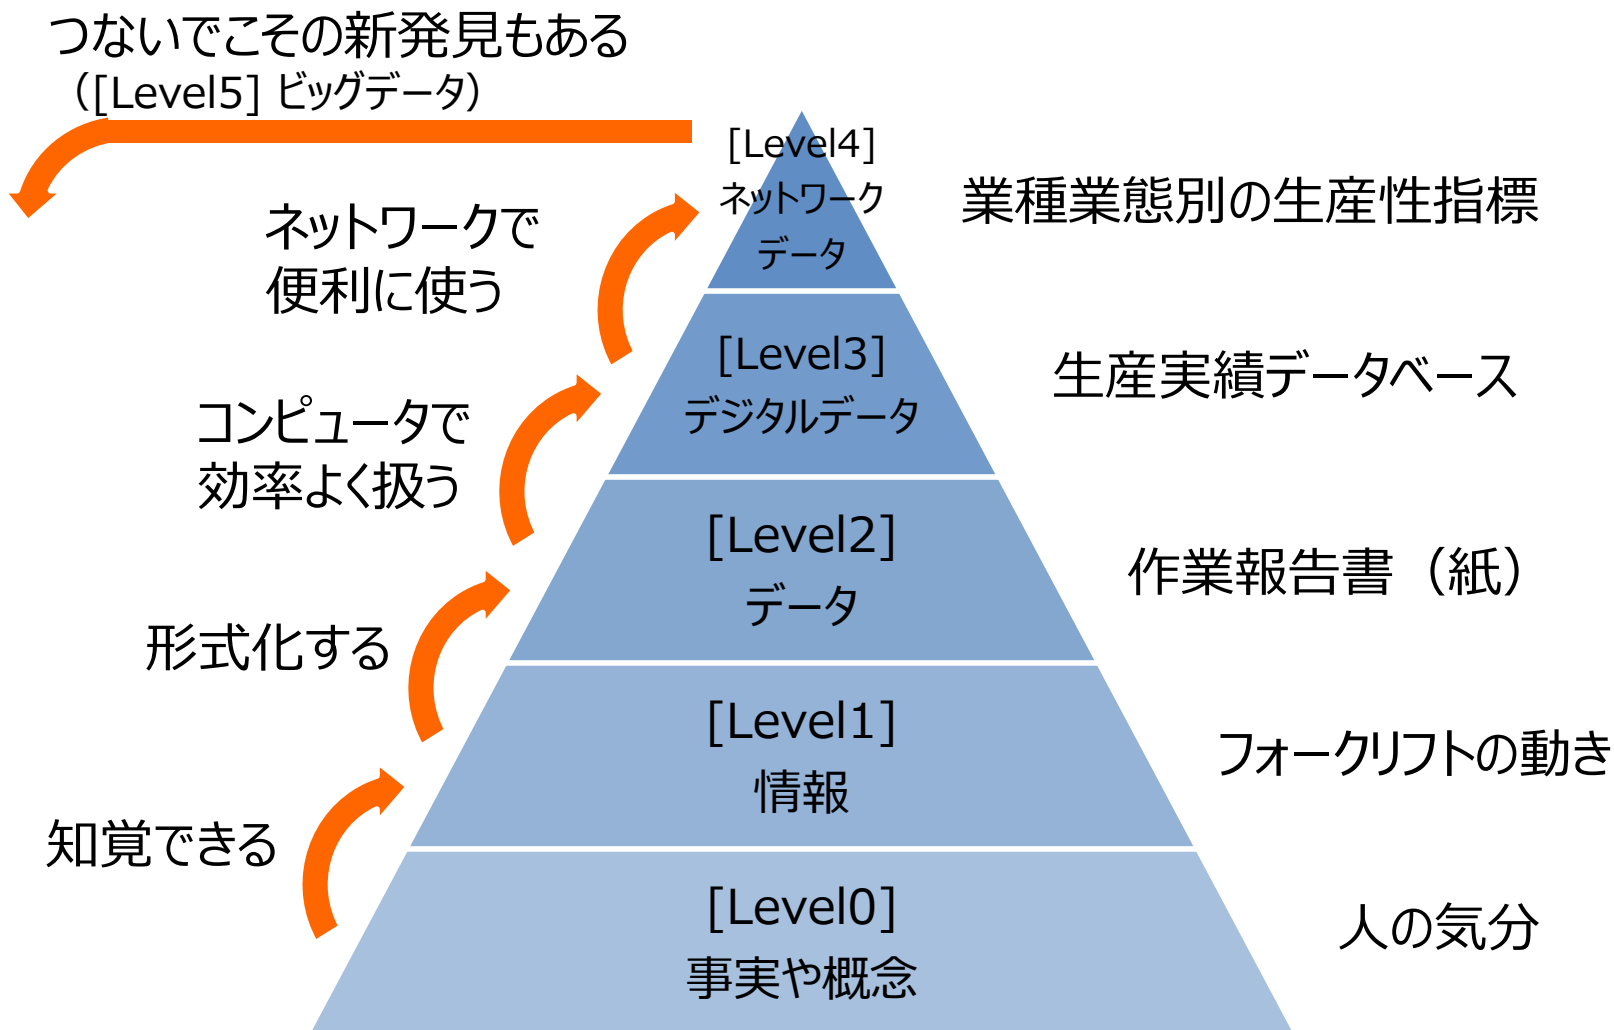 つないでこその新発見もある
（[Level5] ビッグデータ）
[Level4]
ネットワーク
データ
ネットワークで
便利に使う
業種業態別の生産性指標
[Level3]
デジタルデータ
コンピュータで
効率よく扱う
生産実績データベース
[Level2]
データ
形式化する
作業報告書（紙）
[Level1]
情報
知覚できる
フォークリフトの動き
[Level0]
事実や概念
人の気分